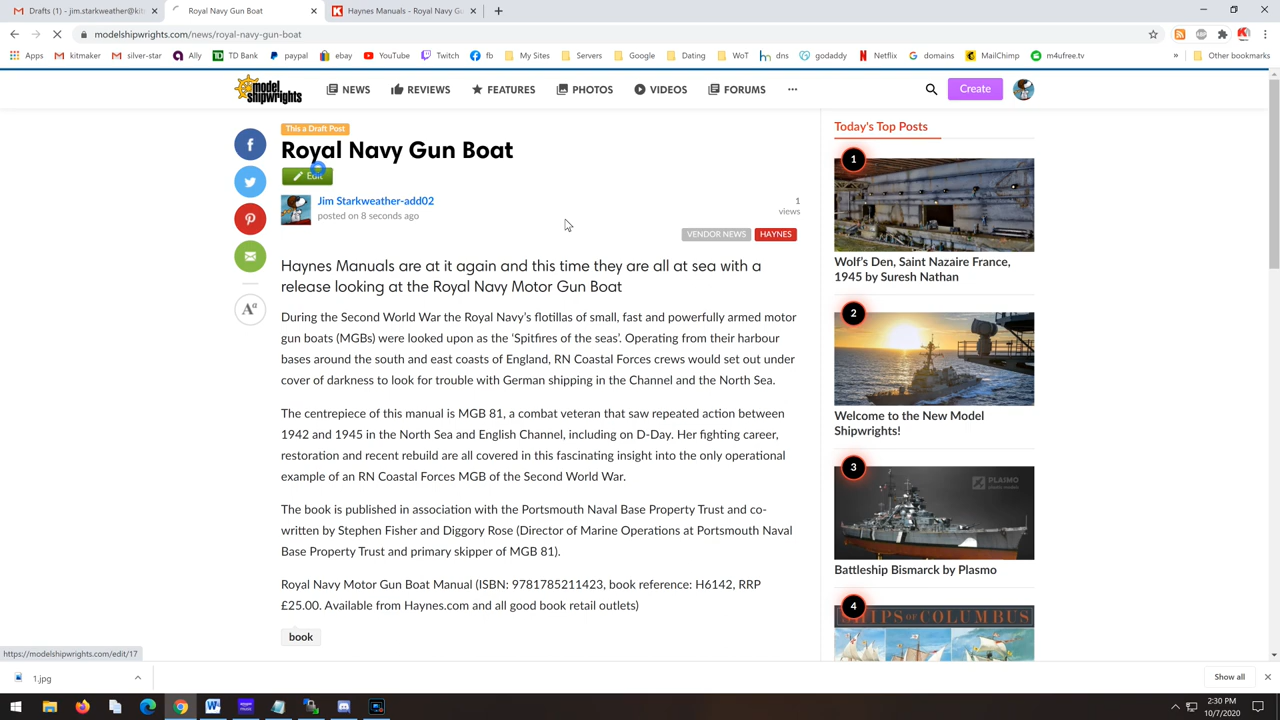 Drafts (1) - jim.starkweather@kit
Royal Navy Gun Boat
Haynes Manuals - Royal Navy Gu
modelshipwrights.com/news/royal-navy-gun-boat
Apps kitmaker silver-star Ally TD Bank paypal ebay YouTube Twitch fb My Sites Servers Google Dating WoT dns godaddy Netflix domains MailChimp m4ufree.tv » Other bookmarks
model shipwrights
NEWS REVIEWS FEATURES PHOTOS VIDEOS FORUMS Create
This a Draft Post
Royal Navy Gun Boat
Edit
Jim Starkweather-add02
posted on 8 seconds ago
1
views
VENDOR NEWS HAYNES
Haynes Manuals are at it again and this time they are all at sea with a
release looking at the Royal Navy Motor Gun Boat
During the Second World War the Royal Navy's flotillas of small, fast and powerfully armed motor
gun boats (MGBs) were looked upon as the 'Spitfires of the seas'. Operating from their harbour
bases around the south and east coasts of England, RN Coastal Forces crews would set out under
cover of darkness to look for trouble with German shipping in the Channel and the North Sea.
The centrepiece of this manual is MGB 81, a combat veteran that saw repeated action between
1942 and 1945 in the North Sea and English Channel, including on D-Day. Her fighting career,
restoration and recent rebuild are all covered in this fascinating insight into the only operational
example of an RN Coastal Forces MGB of the Second World War.
The book is published in association with the Portsmouth Naval Base Property Trust and co-
written by Stephen Fisher and Diggory Rose (Director of Marine Operations at Portsmouth Naval
Base Property Trust and primary skipper of MGB 81).
Royal Navy Motor Gun Boat Manual (ISBN: 9781785211423, book reference: H6142, RRP
£25.00. Available from Haynes.com and all good book retail outlets)
book
Aa
Today's Top Posts
1
Wolf's Den, Saint Nazaire France,
1945 by Suresh Nathan
2
Welcome to the New Model
Shipwrights!
3
PLASMO
Battleship Bismarck by Plasmo
4
SHIPS OF COLUMBUS
https://modelshipwrights.com/edit/17
1.jpg
Show all
2:30 PM
10/7/2020